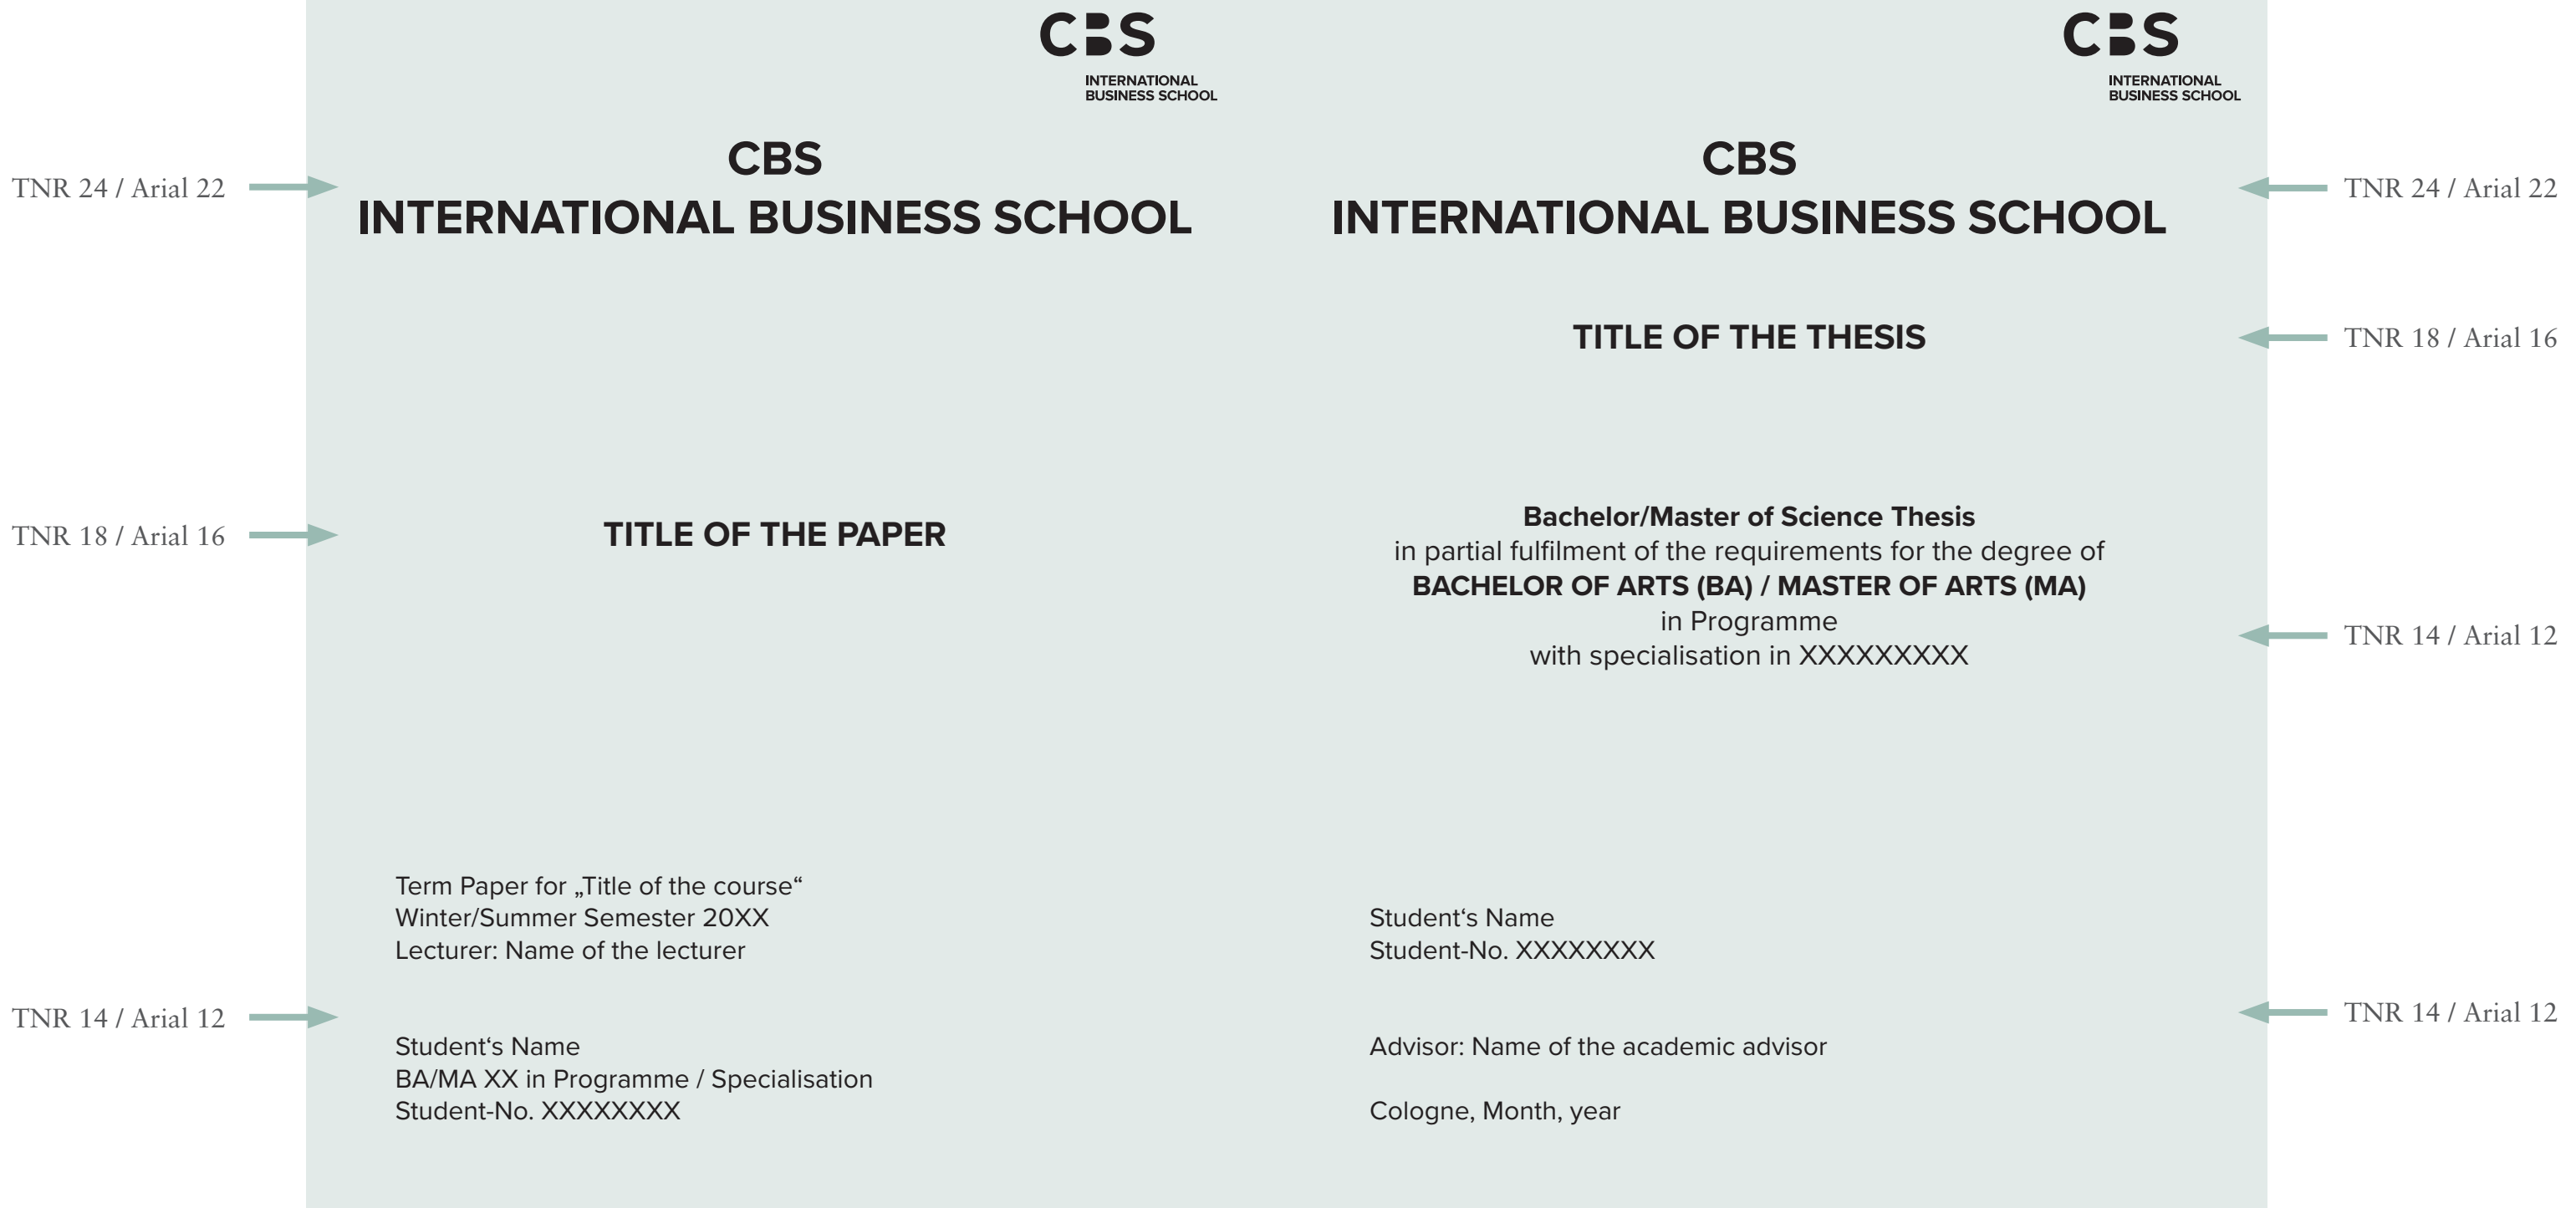 CBS
INTERNATIONAL
BUSINESS SCHOOL
CBS
INTERNATIONAL BUSINESS SCHOOL
TITLE OF THE PAPER
Term Paper for „Title of the course“
Winter/Summer Semester 20XX
Lecturer: Name of the lecturer
Student‘s Name
BA/MA XX in Programme / Specialisation
Student-No. XXXXXXXX
TNR 24 / Arial 22
TNR 18 / Arial 16
TNR 14 / Arial 12
CBS
INTERNATIONAL
BUSINESS SCHOOL
CBS
INTERNATIONAL BUSINESS SCHOOL
TITLE OF THE THESIS
Bachelor/Master of Science Thesis
in partial fulfilment of the requirements for the degree of
BACHELOR OF ARTS (BA) / MASTER OF ARTS (MA)
in Programme
with specialisation in XXXXXXXXX
Student‘s Name
Student-No. XXXXXXXX
Advisor: Name of the academic advisor
Cologne, Month, year
TNR 24 / Arial 22
TNR 18 / Arial 16
TNR 14 / Arial 12
TNR 14 / Arial 12